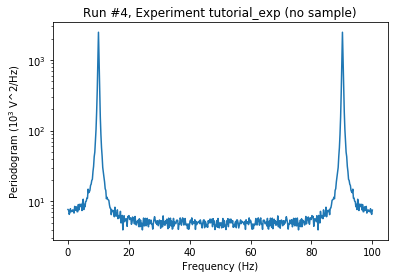 Run #4, Experiment tutorial_exp (no sample)
10³
10²
10¹
Periodogram (10³ V^2/Hz)
0 20 40 60 80 100
Frequency (Hz)